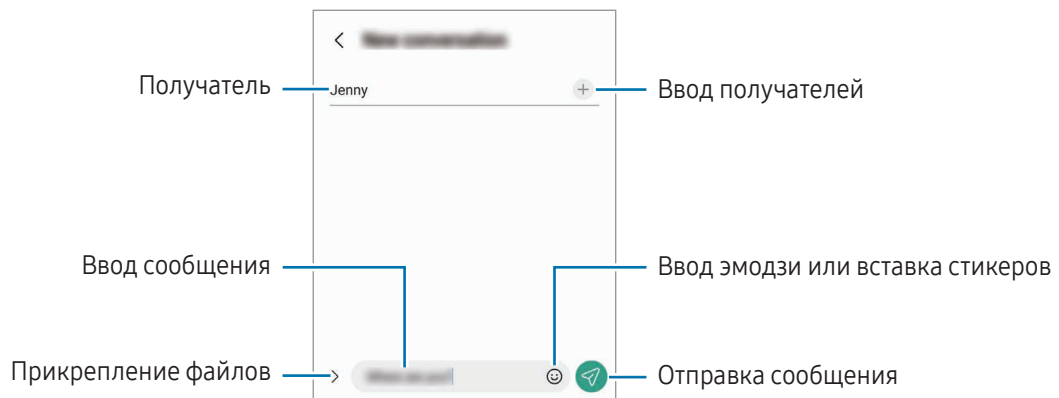 Получатель
Jenny
Ввод получателей
Ввод сообщения
Ввод эмодзи или вставка стикеров
Прикрепление файлов
Отправка сообщения